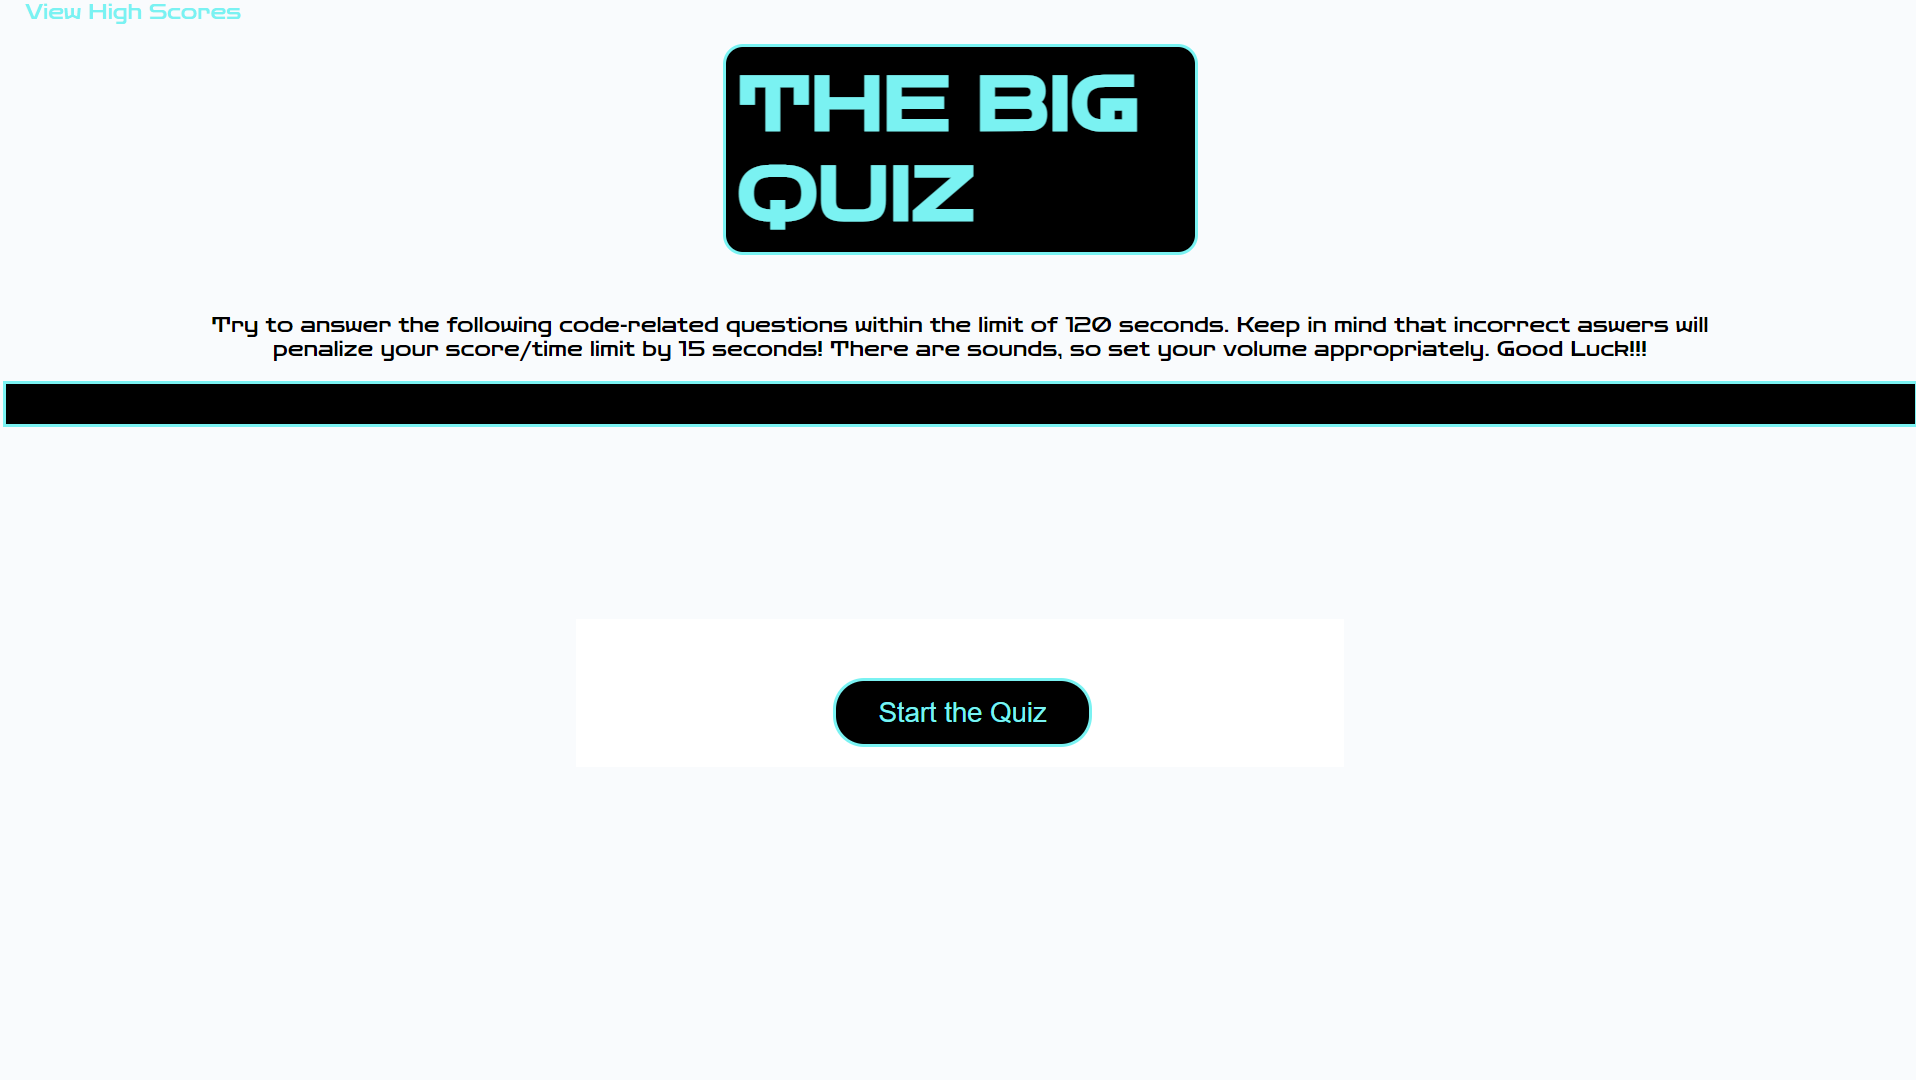 View High Scores
THE BIG
QUIZ
Try to answer the following code-related questions within the limit of 120 seconds. Keep in mind that incorrect aswers will
penalize your score/time limit by 15 seconds! There are sounds, so set your volume appropriately. Good Luck!!!
Start the Quiz